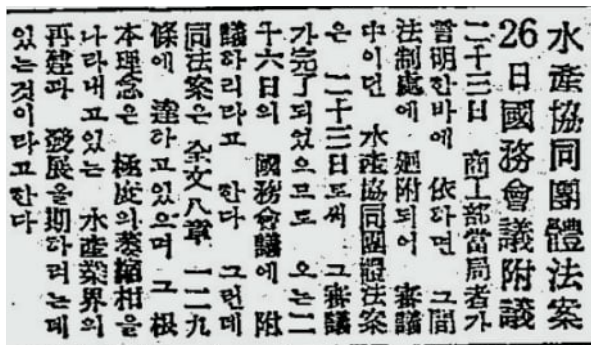 水産協同團體法案
26日國務會議附議
二十三日 商工部當局者가
曾明한바에 依하면 그間
法制處에 廻附되어 審議
中이던 水産協同團體法案
은 二十三日로써 그 審議
가完了되었으므로 오는二
十六日의 國務會議에 附
議하리라고 한다 그런데
同法案은 全文八章 一二九
條에 達하고있으며 그 根
本理念은 極度의萎縮相을
나라내고있는 水産業界의
再建과 發展을期하려는데
있는것이라고한다